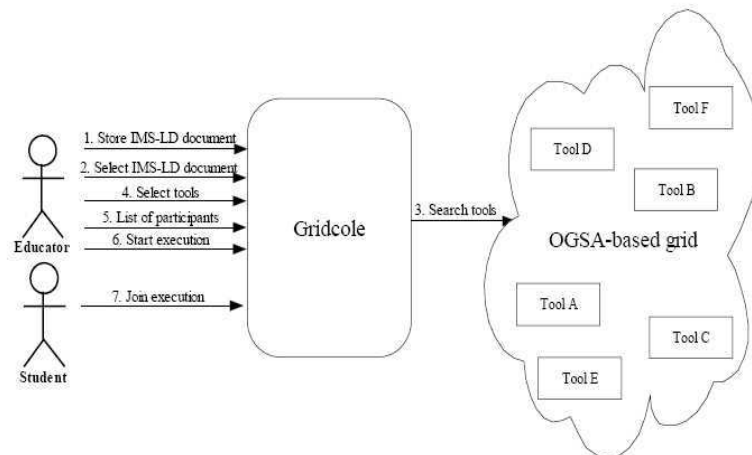 1. Store IMS-LD document
2. Select IMS-LD document
4. Select tools
5. List of participants
6. Start execution
Educator
7. Join execution
Student
Gridcole
3. Search tools
Tool F
Tool D
Tool B
OGSA-based grid
Tool A
Tool C
Tool E